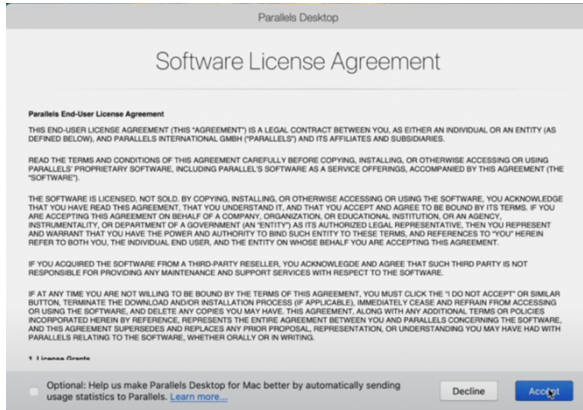 Parallels Desktop
Software License Agreement
Parallels End-User License Agreement
THIS END-USER LICENSE AGREEMENT (THIS "AGREEMENT") IS A LEGAL CONTRACT BETWEEN YOU, AS EITHER AN INDIVIDUAL OR AN ENTITY (AS
DEFINED BELOW), AND PARALLELS INTERNATIONAL GMBH ("PARALLELS") AND ITS AFFILIATES AND SUBSIDIARIES.
READ THE TERMS AND CONDITIONS OF THIS AGREEMENT CAREFULLY BEFORE COPYING, INSTALLING, OR OTHERWISE ACCESSING OR USING
PARALLELS' PROPRIETARY SOFTWARE, INCLUDING PARALLEL'S SOFTWARE AS A SERVICE OFFERINGS, ACCOMPANIED BY THIS AGREEMENT (THE
"SOFTWARE").
THE SOFTWARE IS LICENSED, NOT SOLD. BY COPYING, INSTALLING, OR OTHERWISE ACCESSING OR USING THE SOFTWARE, YOU ACKNOWLEDGE
THAT YOU HAVE READ THIS AGREEMENT, THAT YOU UNDERSTAND IT, AND THAT YOU ACCEPT AND AGREE TO BE BOUND BY ITS TERMS. IF YOU
ARE ACCEPTING THIS AGREEMENT ON BEHALF OF A COMPANY, ORGANIZATION, OR EDUCATIONAL INSTITUTION, OR AN AGENCY,
INSTRUMENTALITY, OR DEPARTMENT OF A GOVERNMENT (AN "ENTITY") AS ITS AUTHORIZED LEGAL REPRESENTATIVE, THEN YOU REPRESENT
AND WARRANT THAT YOU HAVE THE POWER AND AUTHORITY TO BIND SUCH ENTITY TO THESE TERMS, AND REFERENCES TO "YOU" HEREIN
REFER TO BOTH YOU, THE INDIVIDUAL END USER, AND THE ENTITY ON WHOSE BEHALF YOU ARE ACCEPTING THIS AGREEMENT.
IF YOU ACQUIRED THE SOFTWARE FROM A THIRD-PARTY RESELLER, YOU ACKNOWLEGDE AND AGREE THAT SUCH THIRD PARTY IS NOT
RESPONSIBLE FOR PROVIDING ANY MAINTENANCE AND SUPPORT SERVICES WITH RESPECT TO THE SOFTWARE.
IF AT ANY TIME YOU ARE NOT WILLING TO BE BOUND BY THE TERMS OF THIS AGREEMENT, YOU MUST CLICK THE "I DO NOT ACCEPT" OR SIMILAR
BUTTON, TERMINATE THE DOWNLOAD AND/OR INSTALLATION PROCESS (IF APPLICABLE), IMMEDIATELY CEASE AND REFRAIN FROM ACCESSING
OR USING THE SOFTWARE, AND DELETE ANY COPIES YOU MAY HAVE. THIS AGREEMENT, ALONG WITH ANY ADDITIONAL TERMS OR POLICIES
INCORPORATED HEREIN BY REFERENCE, REPRESENTS THE ENTIRE AGREEMENT BETWEEN YOU AND PARALLELS CONCERNING THE SOFTWARE,
AND THIS AGREEMENT SUPERSEDES AND REPLACES ANY PRIOR PROPOSAL, REPRESENTATION, OR UNDERSTANDING YOU MAY HAVE HAD WITH
PARALLELS RELATING TO THE SOFTWARE, WHETHER ORALLY OR IN WRITING.
1. License Grants
Optional: Help us make Parallels Desktop for Mac better by automatically sending
usage statistics to Parallels. Learn more...
Decline
Accept